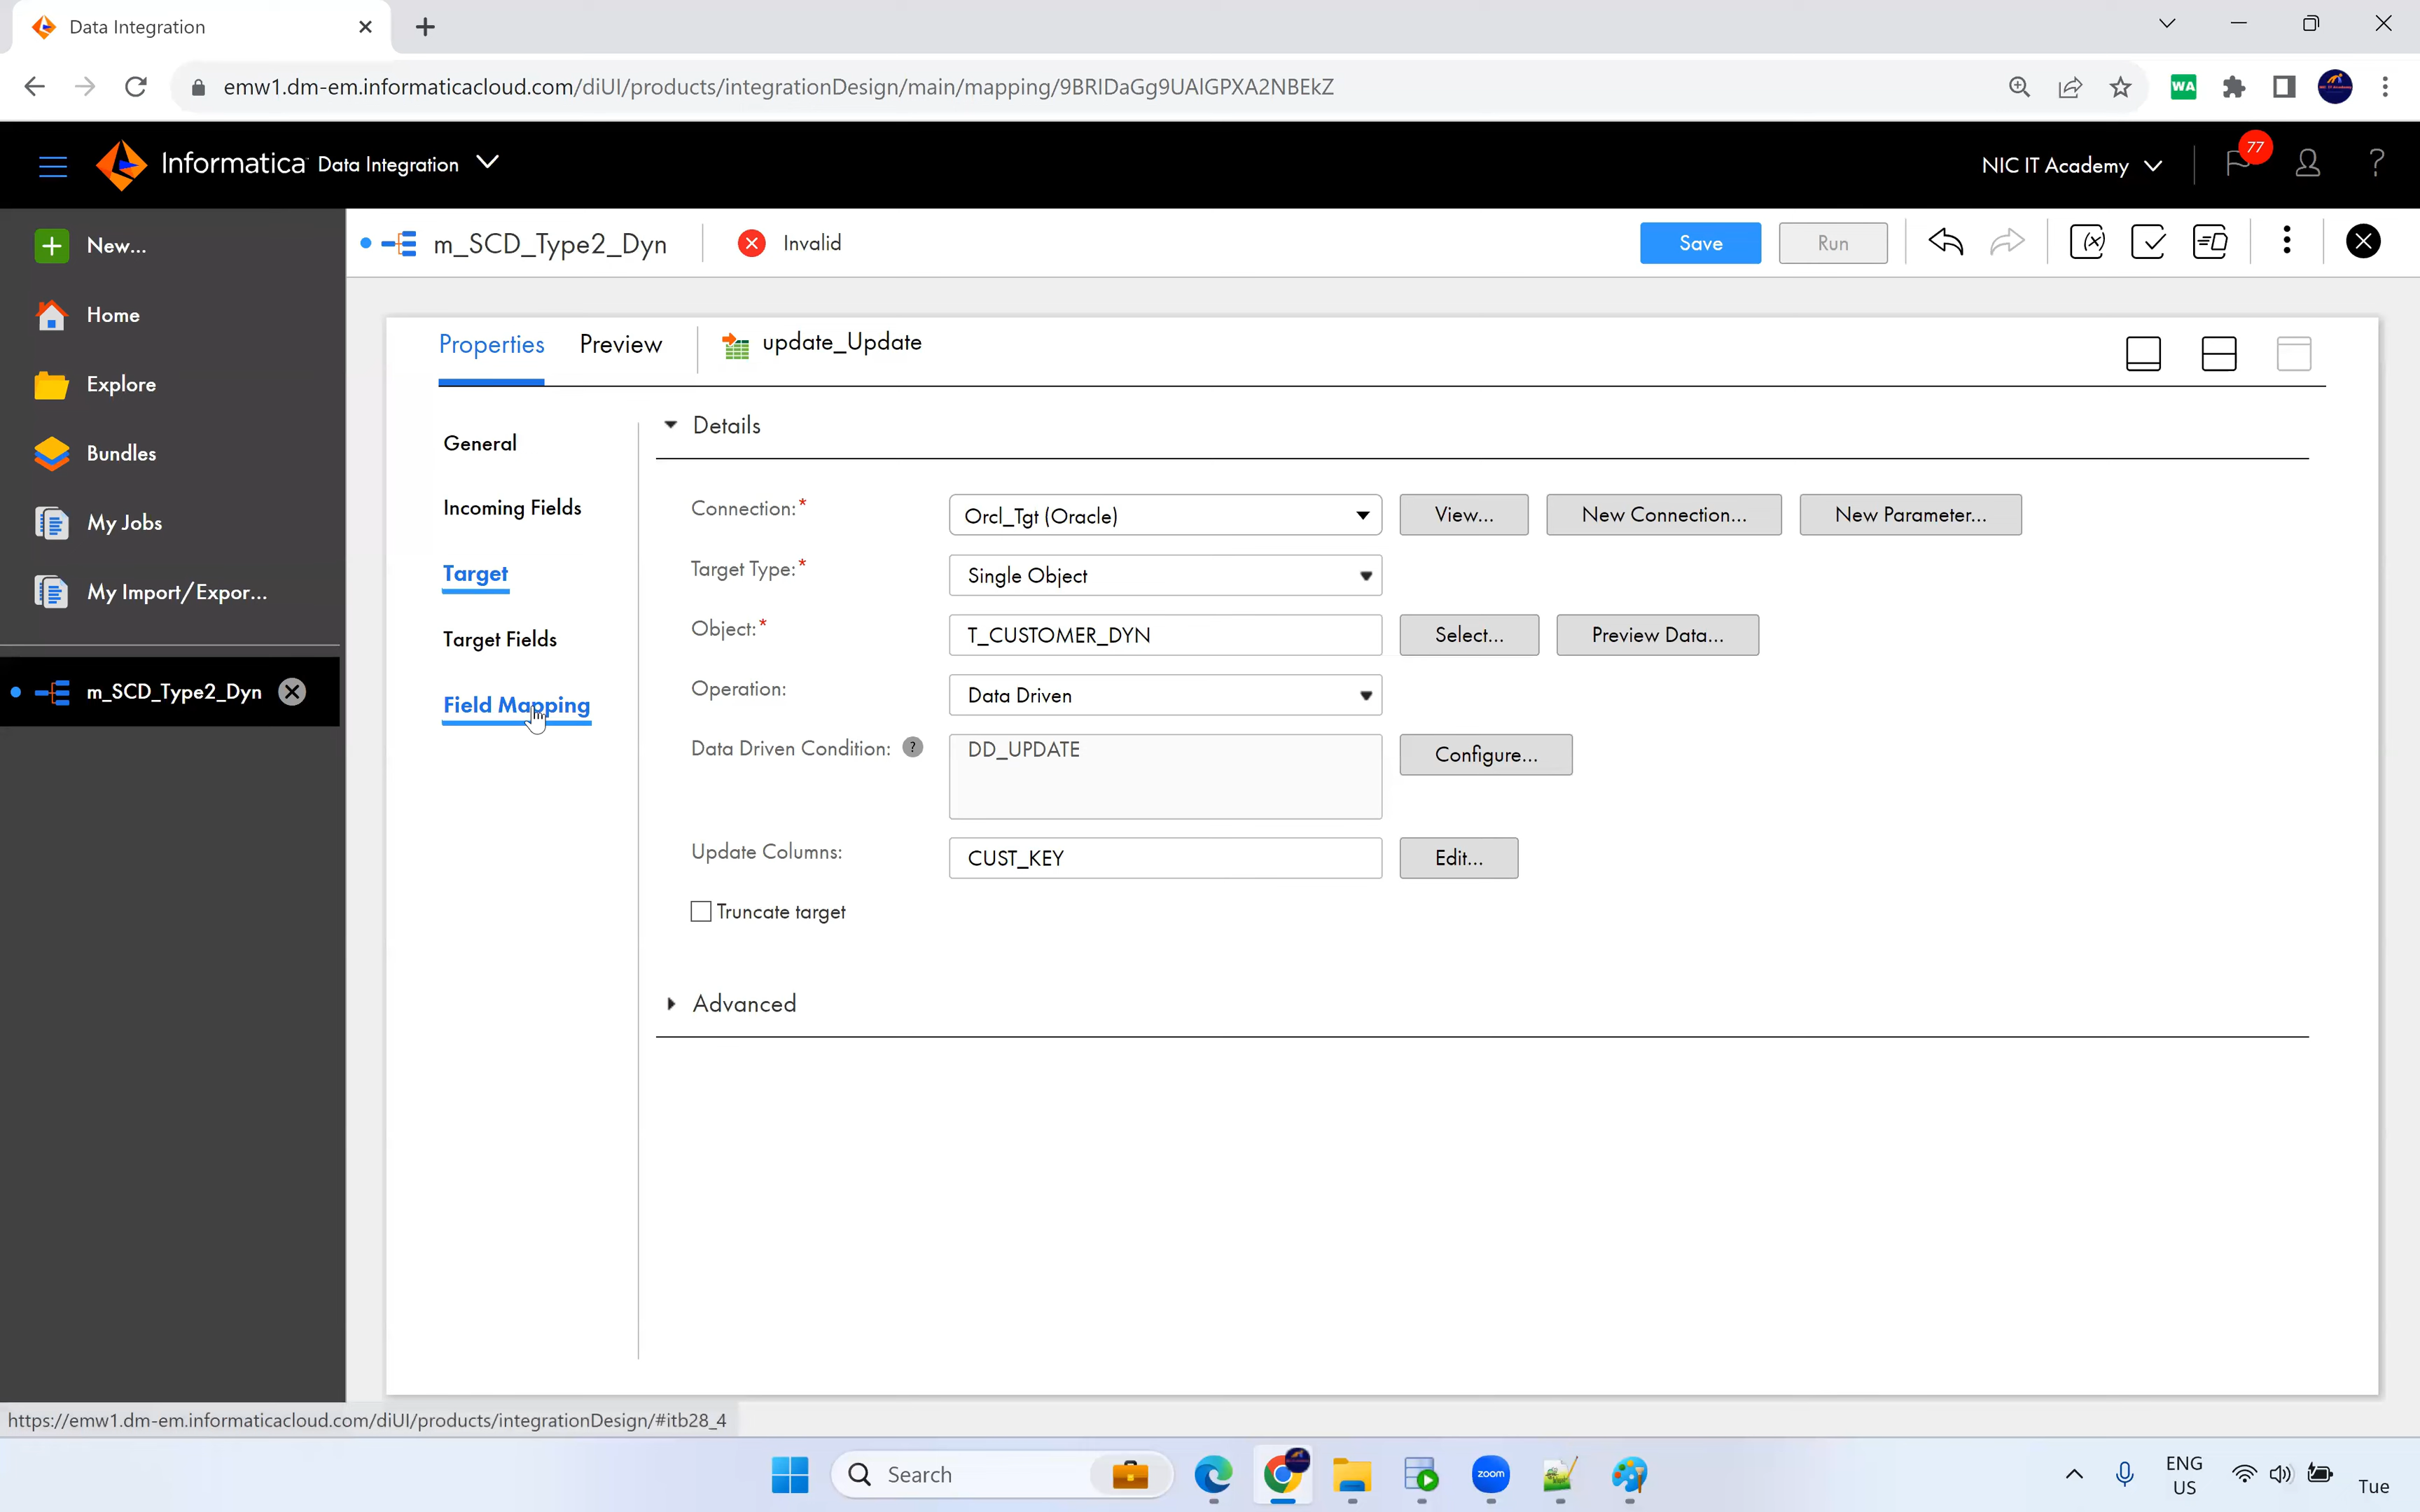 Data Integration
emw1.dm-em.informaticacloud.com/diUI/products/integrationDesign/main/mapping/9BRIDaGg9UAlGPXA2NBEkZ
WA
Informatica Data Integration
NIC IT Academy
77
?
New...
m_SCD_Type2_Dyn
Invalid
Save
Run
Home
Explore
Bundles
My Jobs
My Import/Expor...
m_SCD_Type2_Dyn
Properties
Preview
update_Update
General
Incoming Fields
Target
Target Fields
Field Mapping
Details
Connection:*
Orcl_Tgt (Oracle)
View...
New Connection...
New Parameter...
Target Type:*
Single Object
Object:*
T_CUSTOMER_DYN
Select...
Preview Data...
Operation:
Data Driven
Data Driven Condition: ?
DD_UPDATE
Configure...
Update Columns:
CUST_KEY
Edit...
Truncate target
Advanced
https://emw1.dm-em.informaticacloud.com/diUI/products/integrationDesign/#itb28_4
Search
zoom
ENG
US
Tue